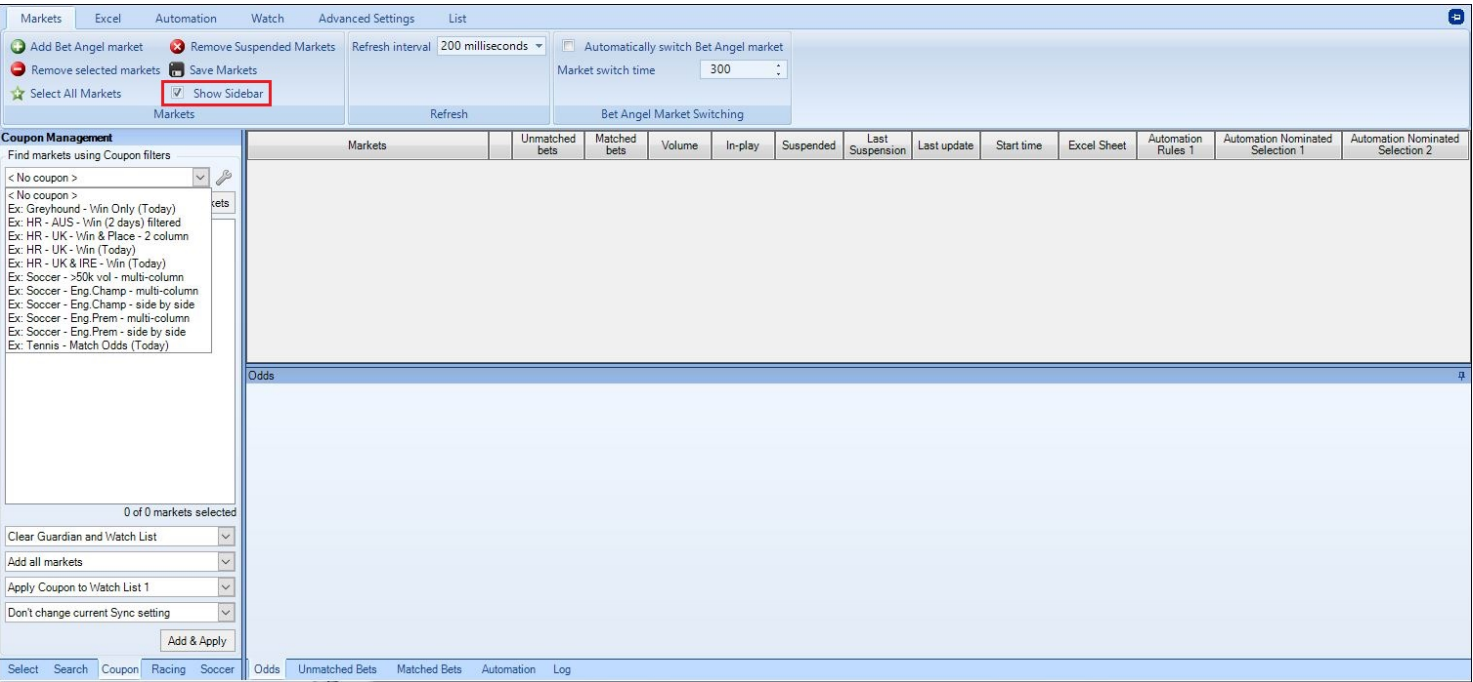 Markets Excel Automation Watch Advanced Settings List
Add Bet Angel market Remove Suspended Markets Refresh interval 200 milliseconds Automatically switch Bet Angel market
Remove selected markets Save Markets Market switch time 300
Select All Markets Show Sidebar
Markets Refresh Bet Angel Market Switching
Coupon Management
Find markets using Coupon filters
< No coupon >
< No coupon >
Ex: Greyhound - Win Only (Today)
Ex: HR - AUS - Win (2 days) filtered
Ex: HR - UK - Win & Place - 2 column
Ex: HR - UK - Win (Today)
Ex: HR - UK & IRE - Win (Today)
Ex: Soccer - >50k vol - multi-column
Ex: Soccer - Eng.Champ - multi-column
Ex: Soccer - Eng.Champ - side by side
Ex: Soccer - Eng.Prem - multi-column
Ex: Soccer - Eng.Prem - side by side
Ex: Tennis - Match Odds (Today)
kets
0 of 0 markets selected
Clear Guardian and Watch List
Add all markets
Apply Coupon to Watch List 1
Don't change current Sync setting
Add & Apply
Select Search Coupon Racing Soccer
Markets Unmatched bets Matched bets Volume In-play Suspended Last Suspension Last update Start time Excel Sheet Automation Rules 1 Automation Nominated Selection 1 Automation Nominated Selection 2
Odds
Odds Unmatched Bets Matched Bets Automation Log